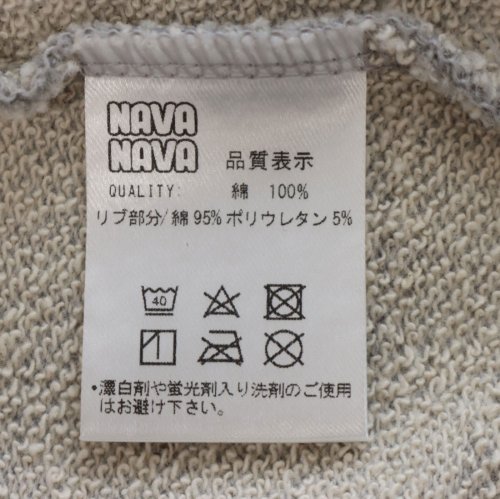 NAVA
NAVA
品質表示
QUALITY: 綿 100%
リブ部分/綿95%ポリウレタン5%
40
・漂白剤や蛍光剤入り洗剤のご使用
はお避け下さい。